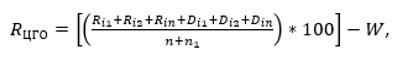 R_ЦГО = [((R_i1+R_i2+R_in+D_i1+D_i2+D_in)/(n+n_1)) * 100] − W,